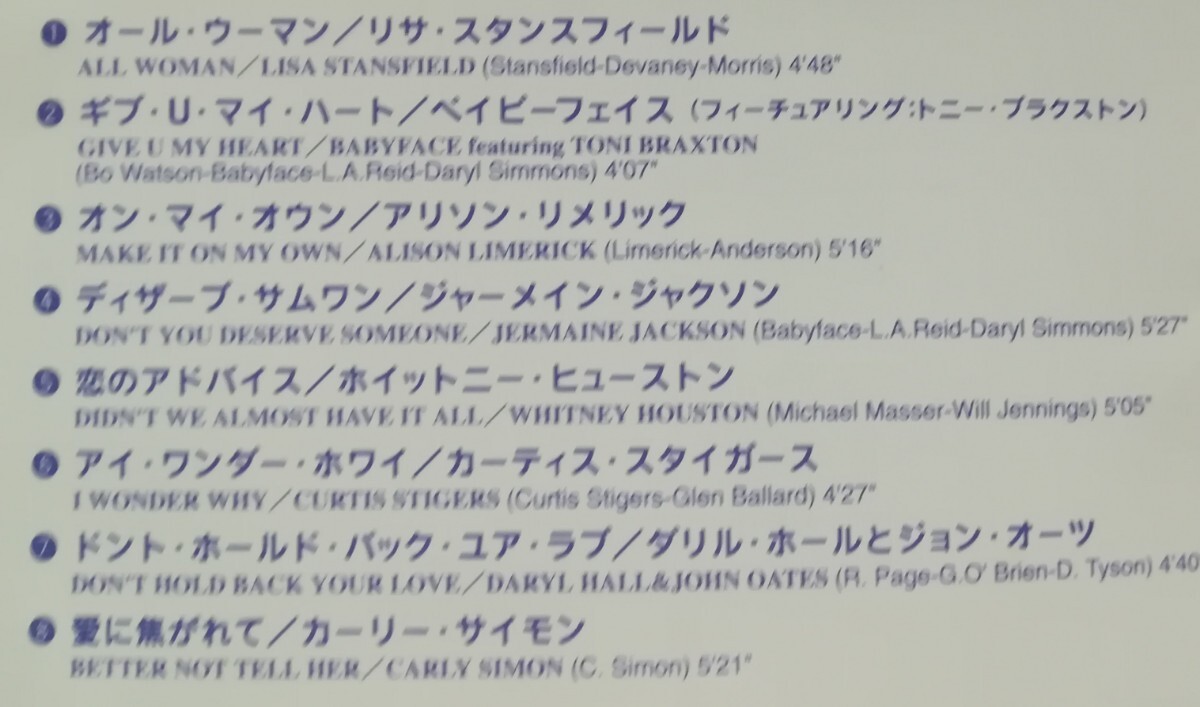 ❶ オール・ウーマン／リサ・スタンスフィールド
ALL WOMAN／LISA STANSFIELD (Stansfield-Devaney-Morris) 4'48"
❷ ギブ・U・マイ・ハート／ベイビーフェイス（フィーチュアリング:トニー・ブラクストン）
GIVE U MY HEART／BABYFACE featuring TONI BRAXTON
(Bo Watson-Babyface-L.A.Reid-Daryl Simmons) 4'07"
❸ オン・マイ・オウン／アリソン・リメリック
MAKE IT ON MY OWN／ALISON LIMERICK (Limerick-Anderson) 5'16"
❹ ディザーブ・サムワン／ジャーメイン・ジャクソン
DON'T YOU DESERVE SOMEONE／JERMAINE JACKSON (Babyface-L.A.Reid-Daryl Simmons) 5'27"
❺ 恋のアドバイス／ホイットニー・ヒューストン
DIDN'T WE ALMOST HAVE IT ALL／WHITNEY HOUSTON (Michael Masser-Will Jennings) 5'05"
❻ アイ・ワンダー・ホワイ／カーティス・スタイガース
I WONDER WHY／CURTIS STIGERS (Curtis Stigers-Glen Ballard) 4'27"
❼ ドント・ホールド・バック・ユア・ラブ／ダリル・ホールとジョン・オーツ
DON'T HOLD BACK YOUR LOVE／DARYL HALL&JOHN OATES (R. Page-G.O' Brien-D. Tyson) 4'40
❽ 愛に焦がれて／カーリー・サイモン
BETTER NOT TELL HER／CARLY SIMON (C. Simon) 5'21"